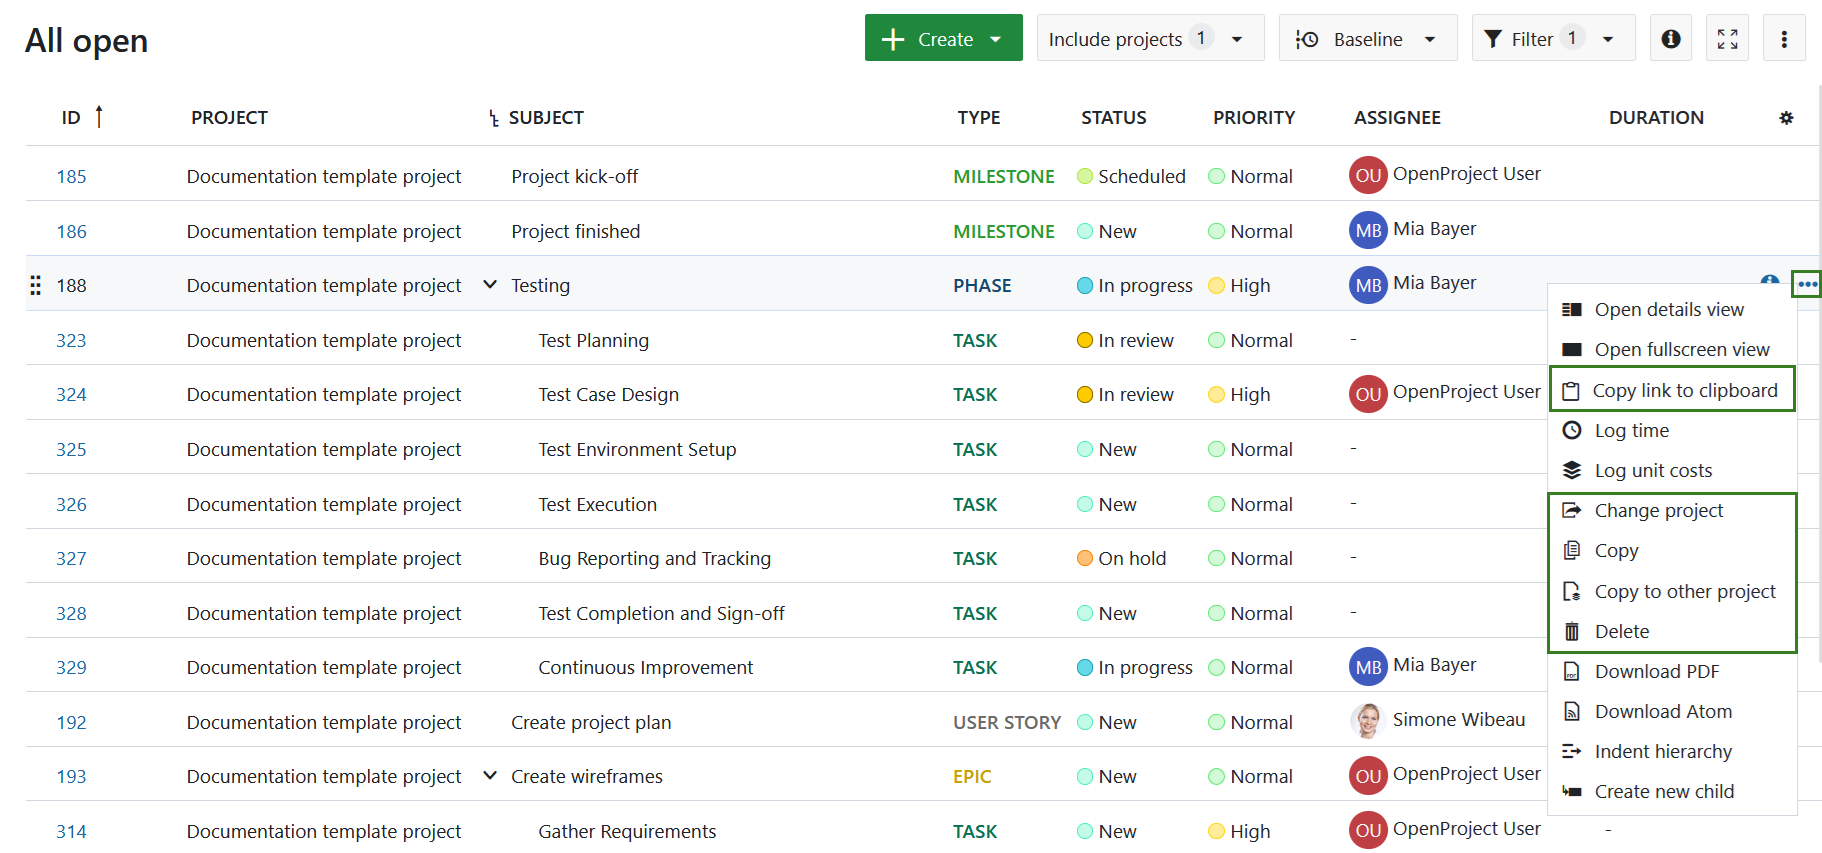 All open
Create
Include projects 1
Baseline
Filter 1
ID PROJECT SUBJECT TYPE STATUS PRIORITY ASSIGNEE DURATION
185 Documentation template project Project kick-off MILESTONE Scheduled Normal OU OpenProject User
186 Documentation template project Project finished MILESTONE New Normal MB Mia Bayer
188 Documentation template project Testing PHASE In progress High MB Mia Bayer
323 Documentation template project Test Planning TASK In review Normal -
324 Documentation template project Test Case Design TASK In review High OU OpenProject User
325 Documentation template project Test Environment Setup TASK New Normal -
326 Documentation template project Test Execution TASK New Normal -
327 Documentation template project Bug Reporting and Tracking TASK On hold Normal -
328 Documentation template project Test Completion and Sign-off TASK New Normal -
329 Documentation template project Continuous Improvement TASK In progress Normal MB Mia Bayer
192 Documentation template project Create project plan USER STORY New Normal Simone Wibeau
193 Documentation template project Create wireframes EPIC New Normal OU OpenProject User
314 Documentation template project Gather Requirements TASK New High OU OpenProject User -
Open details view
Open fullscreen view
Copy link to clipboard
Log time
Log unit costs
Change project
Copy
Copy to other project
Delete
Download PDF
Download Atom
Indent hierarchy
Create new child